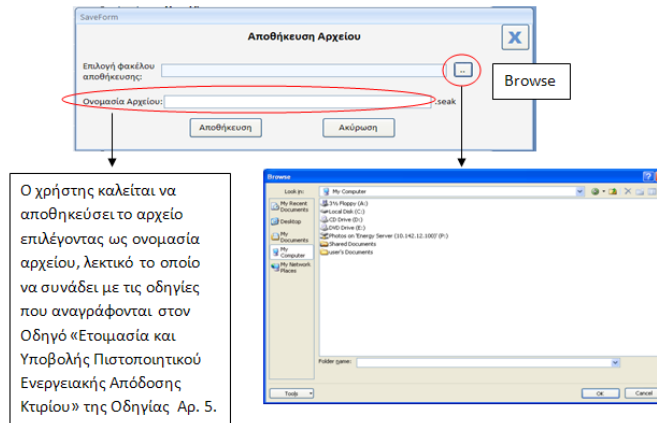 SaveForm
Αποθήκευση Αρχείου
X
Επιλογή φακέλου
αποθήκευσης:
..
Browse
Ονομασία Αρχείου:
.seak
Αποθήκευση
Ακύρωση
Ο χρήστης καλείται να
αποθηκεύσει το αρχείο
επιλέγοντας ως ονομασία
αρχείου, λεκτικό το οποίο
να συνάδει με τις οδηγίες
που αναγράφονται στον
Οδηγό «Ετοιμασία και
Υποβολής Πιστοποιητικού
Ενεργειακής Απόδοσης
Κτιρίου» της Οδηγίας Αρ. 5.
Browse
Look in:
My Computer
My Recent
Documents
Desktop
My
Documents
My
Computer
My Network
Places
3½ Floppy (A:)
Local Disk (C:)
CD Drive (D:)
DVD Drive (E:)
Photos on 'Energy Server (10.142.12.100)' (P:)
Shared Documents
user's Documents
Folder name:
Tools
OK
Cancel